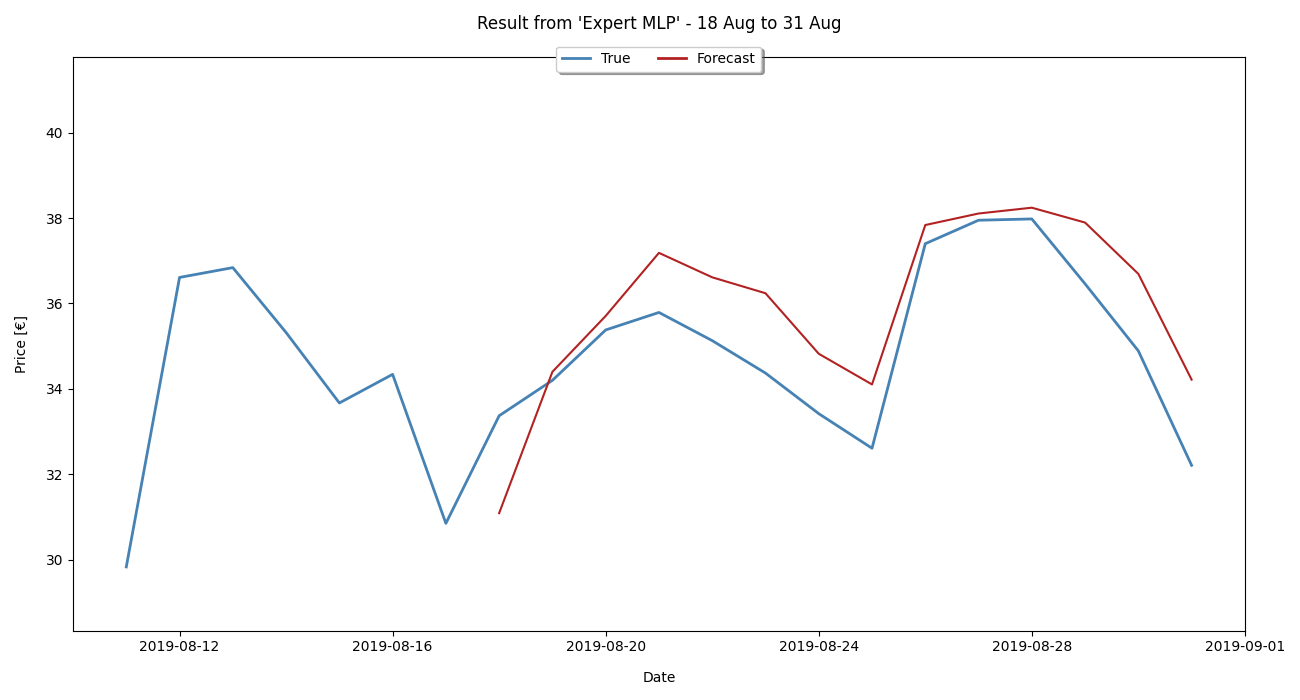 Result from 'Expert MLP' - 18 Aug to 31 Aug
True Forecast
40
38
36
34
32
30
Price [€]
2019-08-12 2019-08-16 2019-08-20 2019-08-24 2019-08-28 2019-09-01
Date